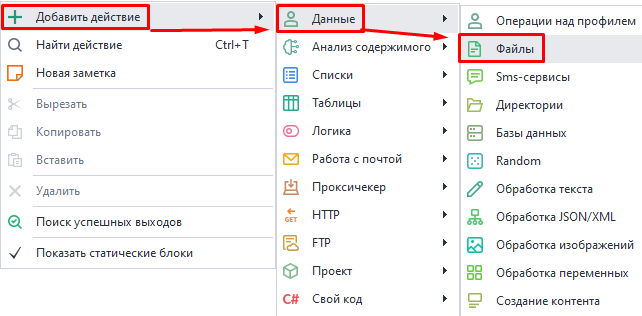 Добавить действие
Найти действие Ctrl+T
Новая заметка
Вырезать
Копировать
Вставить
Удалить
Поиск успешных выходов
Показать статические блоки
Данные
Анализ содержимого
Списки
Таблицы
Логика
Работа с почтой
Проксичекер
GET HTTP
FTP
Проект
C# Свой код
Операции над профилем
Файлы
Sms-сервисы
Директории
Базы данных
Random
Обработка текста
Обработка JSON/XML
Обработка изображений
Обработка переменных
Создание контента